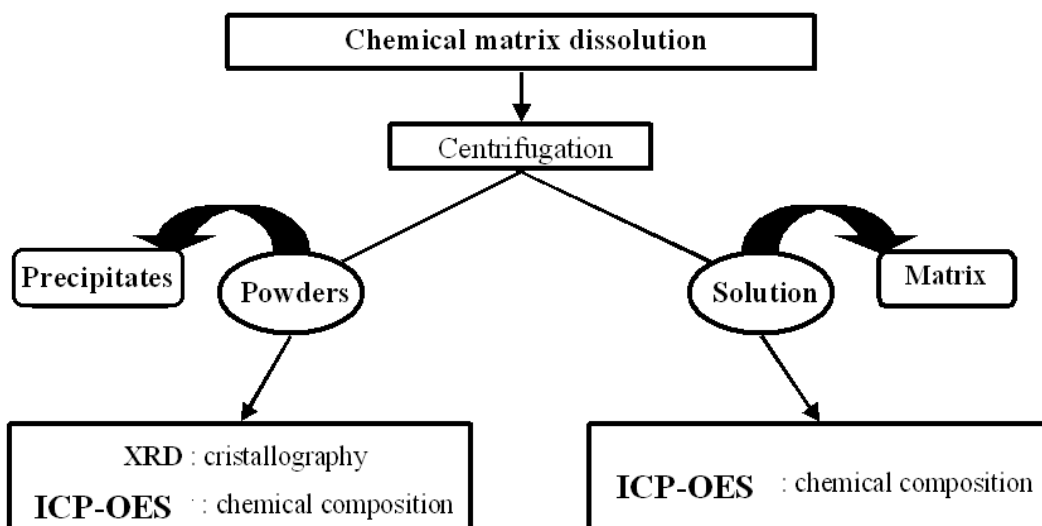 Chemical matrix dissolution
Centrifugation
Precipitates
Powders
Solution
Matrix
XRD : cristallography
ICP-OES : chemical composition
ICP-OES : chemical composition